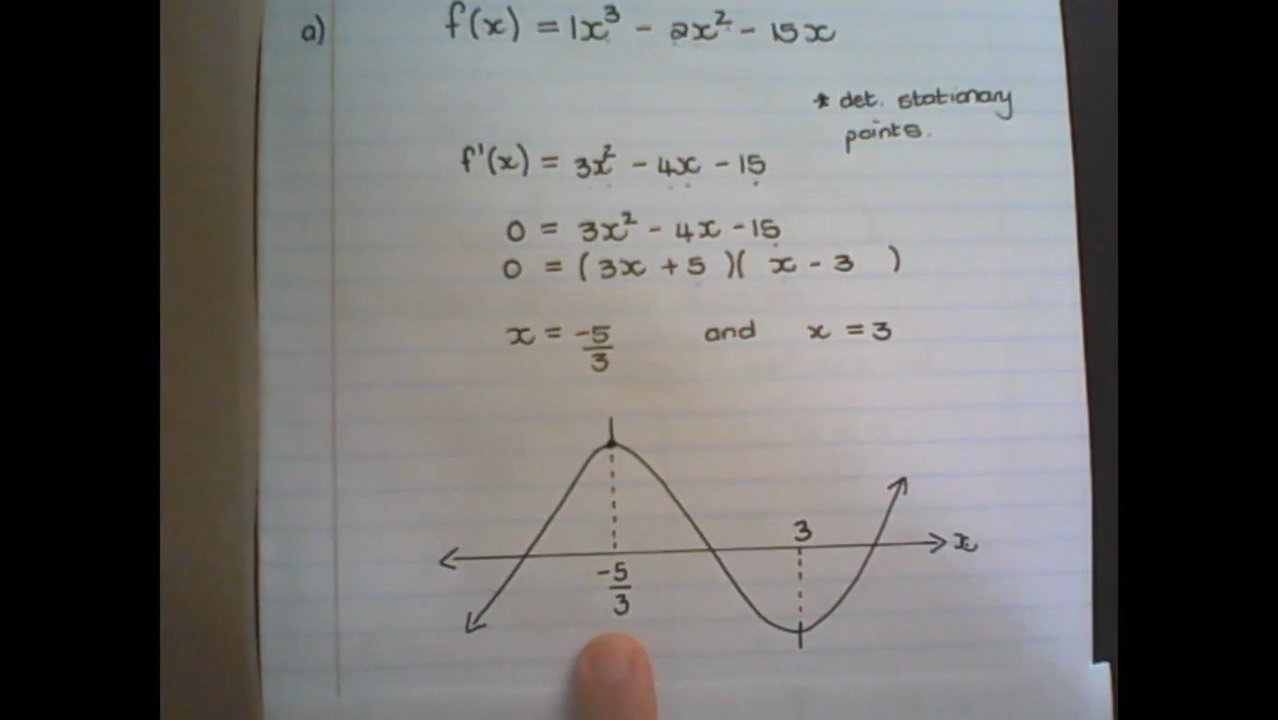 a) f(x) = 1x³ - 2x² - 15x
* det. stationary
points.
f'(x) = 3x² - 4x - 15
0 = 3x² - 4x - 15
0 = (3x + 5)(x - 3)
x = -5/3 and x = 3
3
x
-5/3